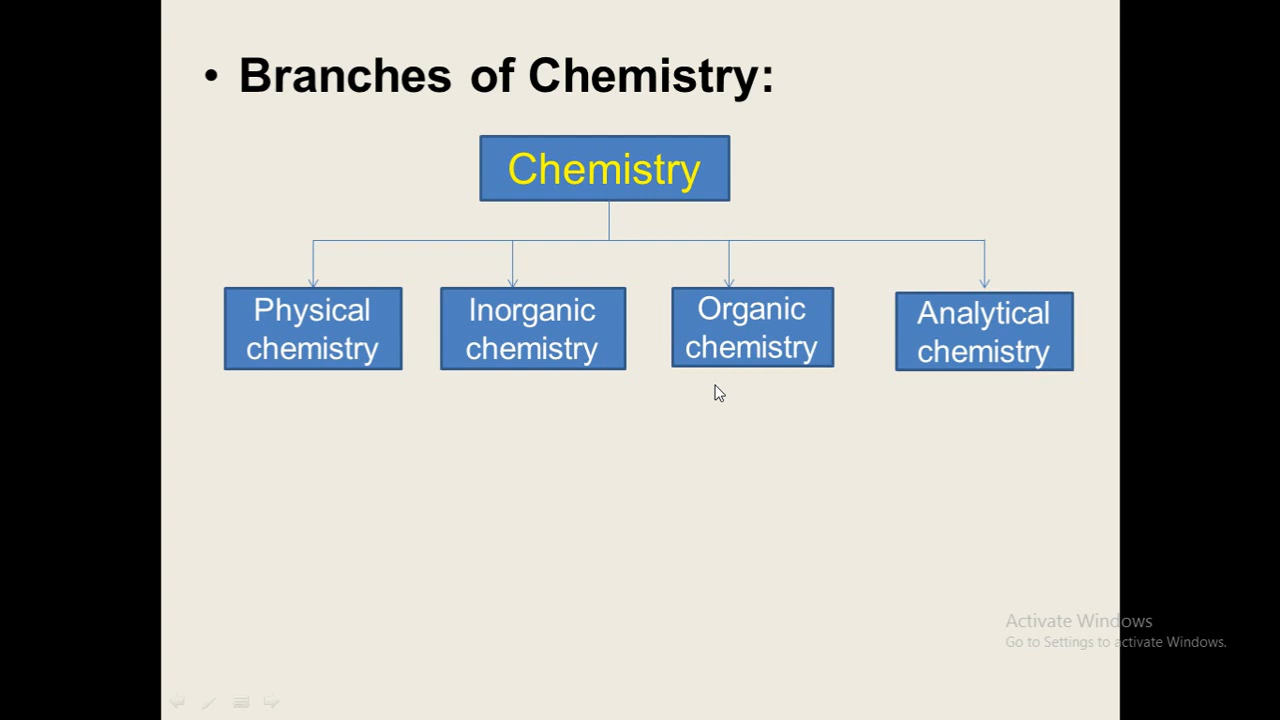 • Branches of Chemistry:
Chemistry
Physical
chemistry
Inorganic
chemistry
Organic
chemistry
Analytical
chemistry
Activate Windows
Go to Settings to activate Windows.